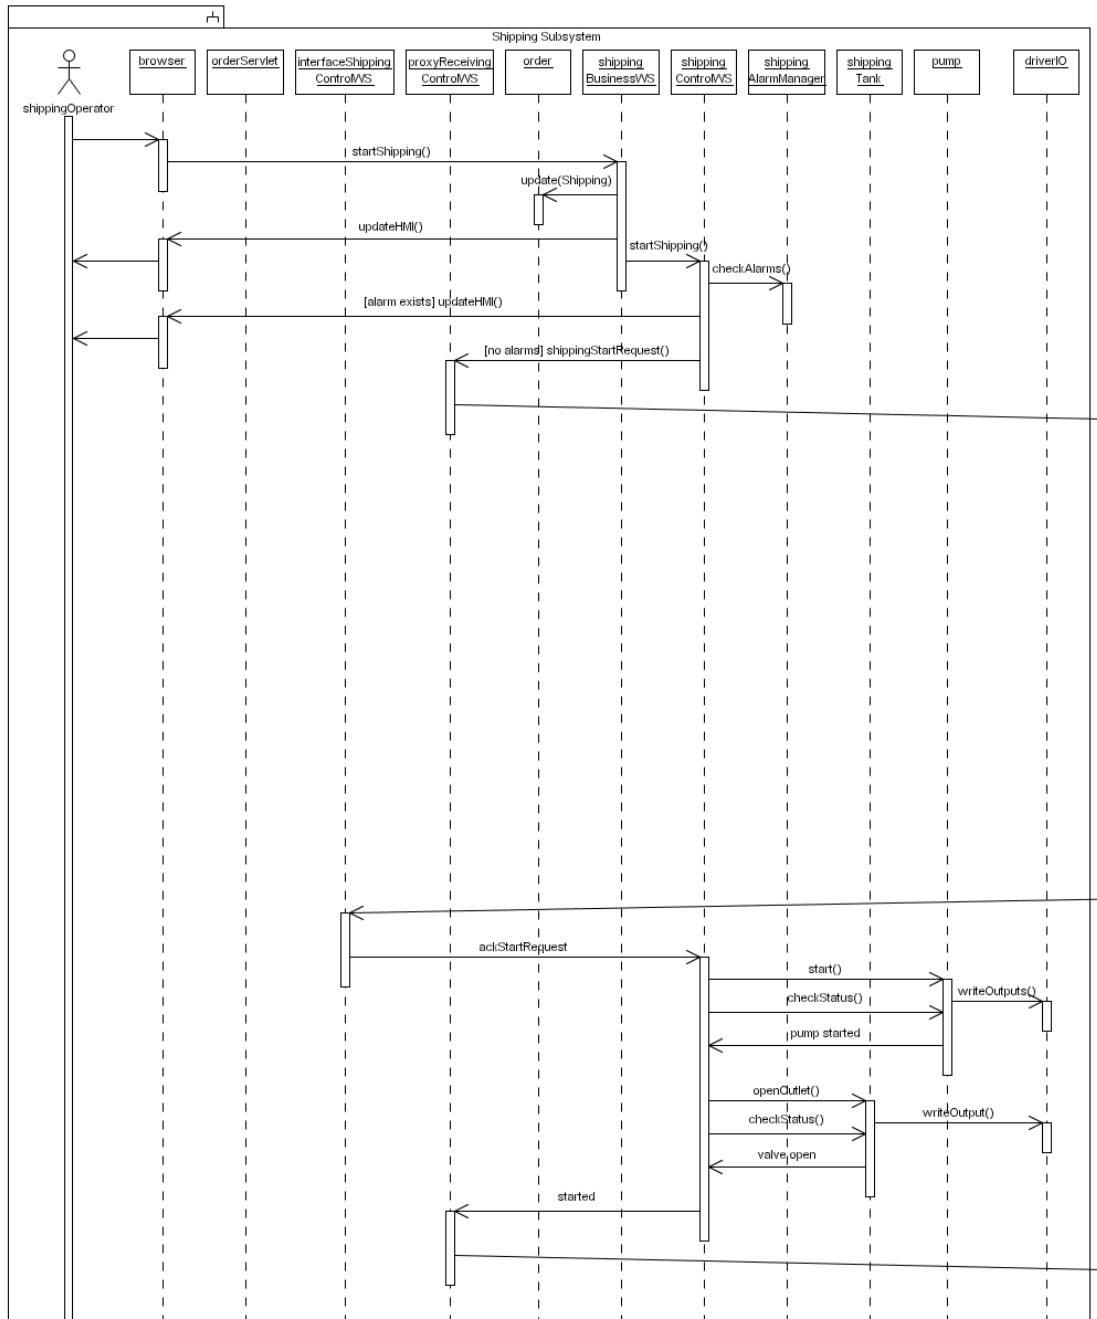 Shipping Subsystem
browser
orderServlet
interfaceShipping
ControlWS
proxyReceiving
ControlWS
order
shipping
BusinessWS
shipping
ControlWS
shipping
AlarmManager
shipping
Tank
pump
driverIO
shippingOperator
startShipping()
update(Shipping)
updateHMI()
startShipping()
checkAlarms()
[alarm exists] updateHMI()
[no alarms] shippingStartRequest()
ackStartRequest
start()
writeOutputs()
checkStatus()
pump started
openOutlet()
writeOutput()
checkStatus()
valve open
started